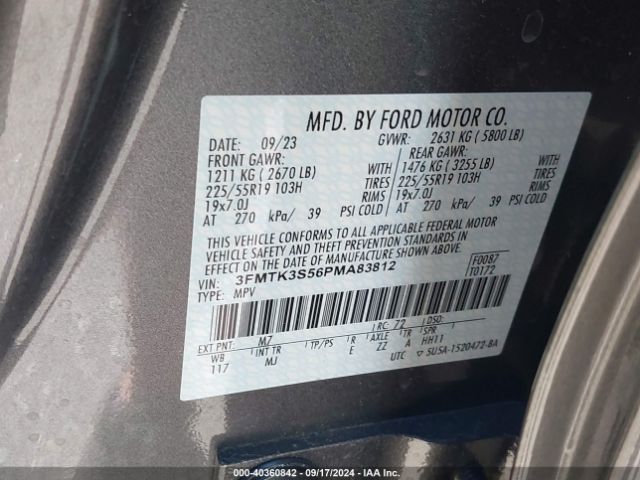 MFD. BY FORD MOTOR CO.
DATE: 09/23 GVWR: 2631 KG ( 5800 LB)
FRONT GAWR: REAR GAWR:
1211 KG ( 2670 LB) WITH 1476 KG ( 3255 LB) WITH
225/55R19 103H TIRES 225/55R19 103H TIRES
19x7.0J RIMS 19x7.0J RIMS
AT 270 kPa/ 39 PSI COLD AT 270 kPa/ 39 PSI COLD
THIS VEHICLE CONFORMS TO ALL APPLICABLE FEDERAL MOTOR
VEHICLE SAFETY AND THEFT PREVENTION STANDARDS IN
EFFECT ON THE DATE OF MANUFACTURE SHOWN ABOVE.
VIN: 3FMTK3S56PMA83812 F0087
TYPE: MPV T0172
EXT PNT: M7 RC: 72 DSO:
WB INT TR TP/PS R AXLE TR SPR
117 MJ E ZZ A HH11
UTC ▽ SUSA-1520472-BA
000-40360842 - 09/17/2024 - IAA Inc.